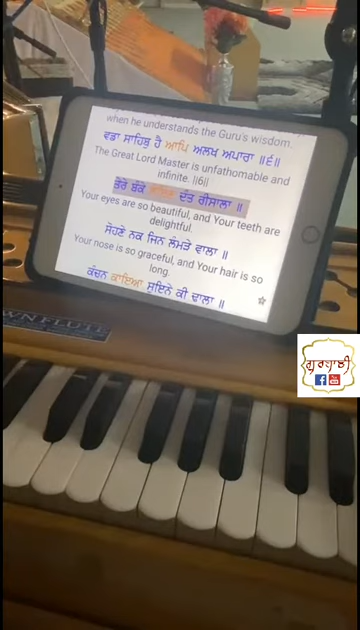 when he understands the Guru's wisdom.
ਵਡਾ ਸਾਹਿਬੁ ਹੈ ਆਪਿ ਅਲਖ ਅਪਾਰਾ ॥੬॥
The Great Lord Master is unfathomable and
infinite. ||6||
ਤੇਰੇ ਬੰਕੇ ਲੋਇਣ ਦੰਤ ਰੀਸਾਲਾ ॥
Your eyes are so beautiful, and Your teeth are
delightful.
ਸੋਹਣੇ ਨਕ ਜਿਨ ਲੰਮੜੇ ਵਾਲਾ ॥
Your nose is so graceful, and Your hair is so
long.
ਕੰਚਨ ਕਾਇਆ ਸੁਇਨੇ ਕੀ ਢਾਲਾ ॥
ਗੁਰਬਾਣੀ